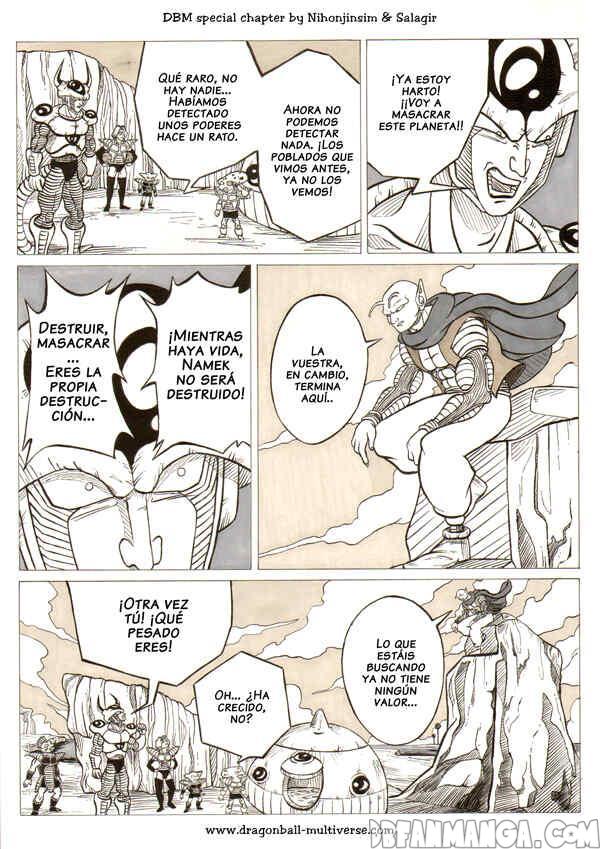 DBM special chapter by Nihonjinsim & Salagir
QUÉ RARO, NO
HAY NADIE...
HABÍAMOS
DETECTADO
UNOS PODERES
HACE UN RATO.
AHORA
NO PODEMOS
DETECTAR
NADA. ¡LOS
POBLADOS QUE
VIMOS ANTES,
YA NO LOS
VEMOS!
¡YA ESTOY
HARTO!
¡¡VOY A
MASACRAR
ESTE PLANETA!!
DESTRUIR,
MASACRAR
...
ERES LA
PROPIA
DESTRUC-
CIÓN...
¡MIENTRAS
HAYA VIDA,
NAMEK
NO SERÁ
DESTRUIDO!
LA
VUESTRA,
EN CAMBIO,
TERMINA
AQUÍ..
¡OTRA VEZ
TÚ! ¡QUÉ
PESADO
ERES!
OH... ¿HA
CRECIDO,
NO?
LO QUE
ESTÁIS
BUSCANDO
YA NO TIENE
NINGÚN
VALOR...
www.dragonball-multiverse.com
DBFANMANGA.COM